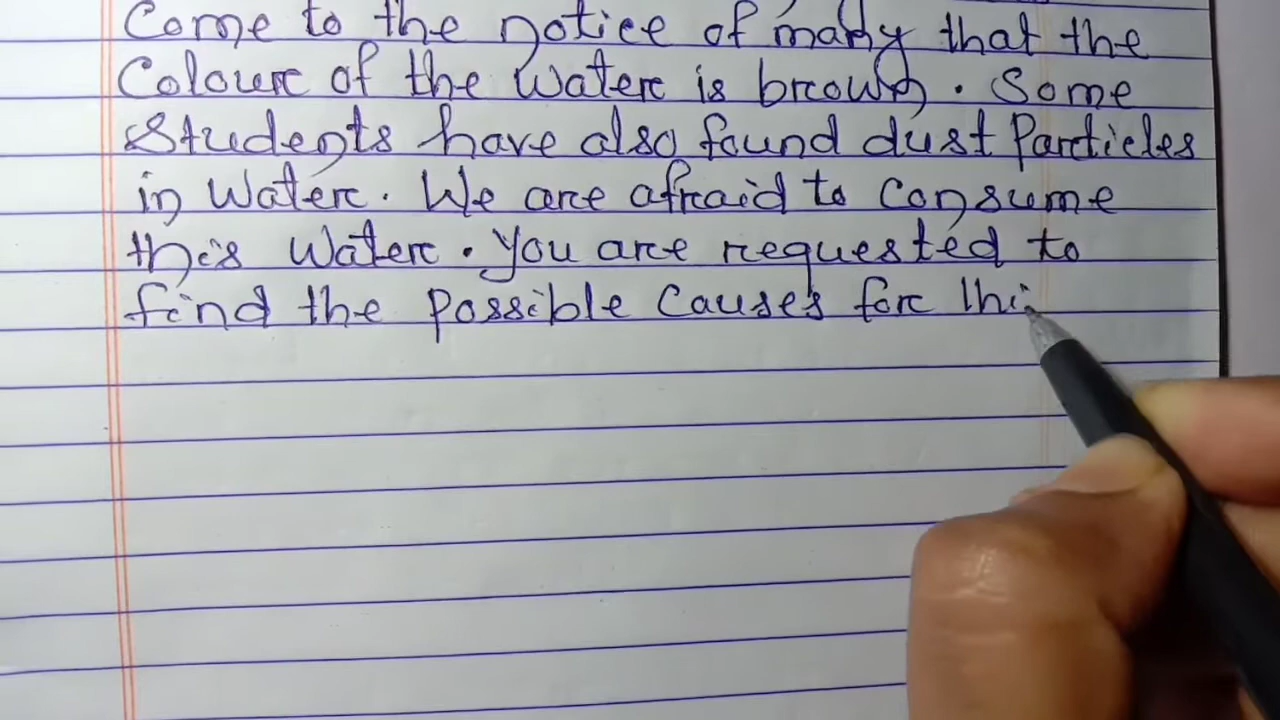 Come to the notice of many that the
Colour of the water is brown. Some
Students have also found dust Particles
in water. We are afraid to consume
this water. You are requested to
find the possible causes for thi